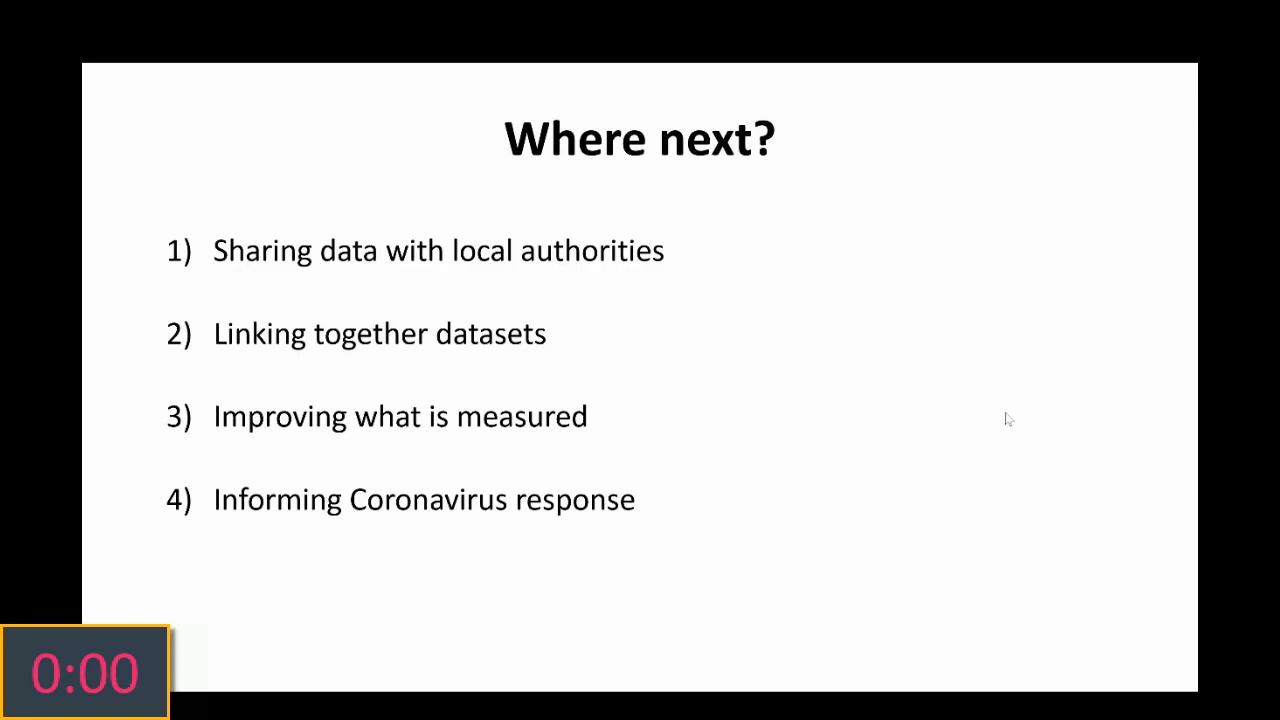 Where next?
1) Sharing data with local authorities
2) Linking together datasets
3) Improving what is measured
4) Informing Coronavirus response
0:00